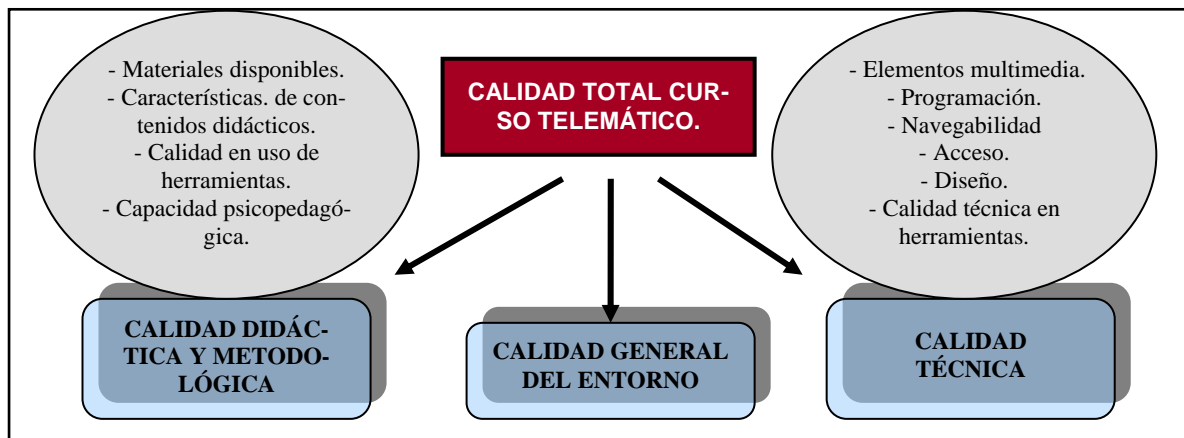 - Materiales disponibles.
- Características. de con-
tenidos didácticos.
- Calidad en uso de
herramientas.
- Capacidad psicopedagó-
gica.
CALIDAD TOTAL CUR-
SO TELEMÁTICO.
- Elementos multimedia.
- Programación.
- Navegabilidad
- Acceso.
- Diseño.
- Calidad técnica en
herramientas.
CALIDAD DIDÁC-
TICA Y METODO-
LÓGICA
CALIDAD GENERAL
DEL ENTORNO
CALIDAD
TÉCNICA